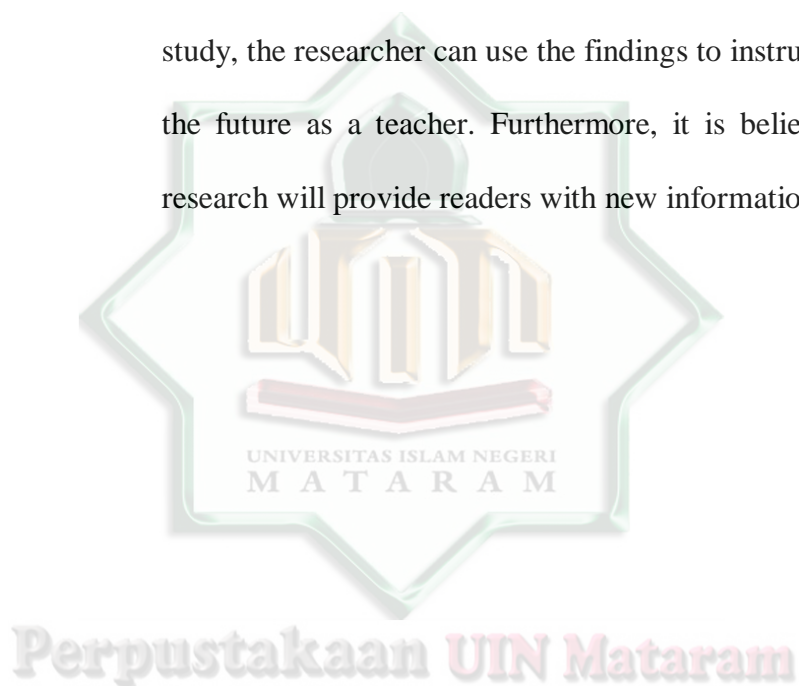 study, the researcher can use the findings to instru
the future as a teacher. Furthermore, it is belie
research will provide readers with new informatio
UNIVERSITAS ISLAM NEGERI
MATARAM
Perpustakaan UIN Mataram